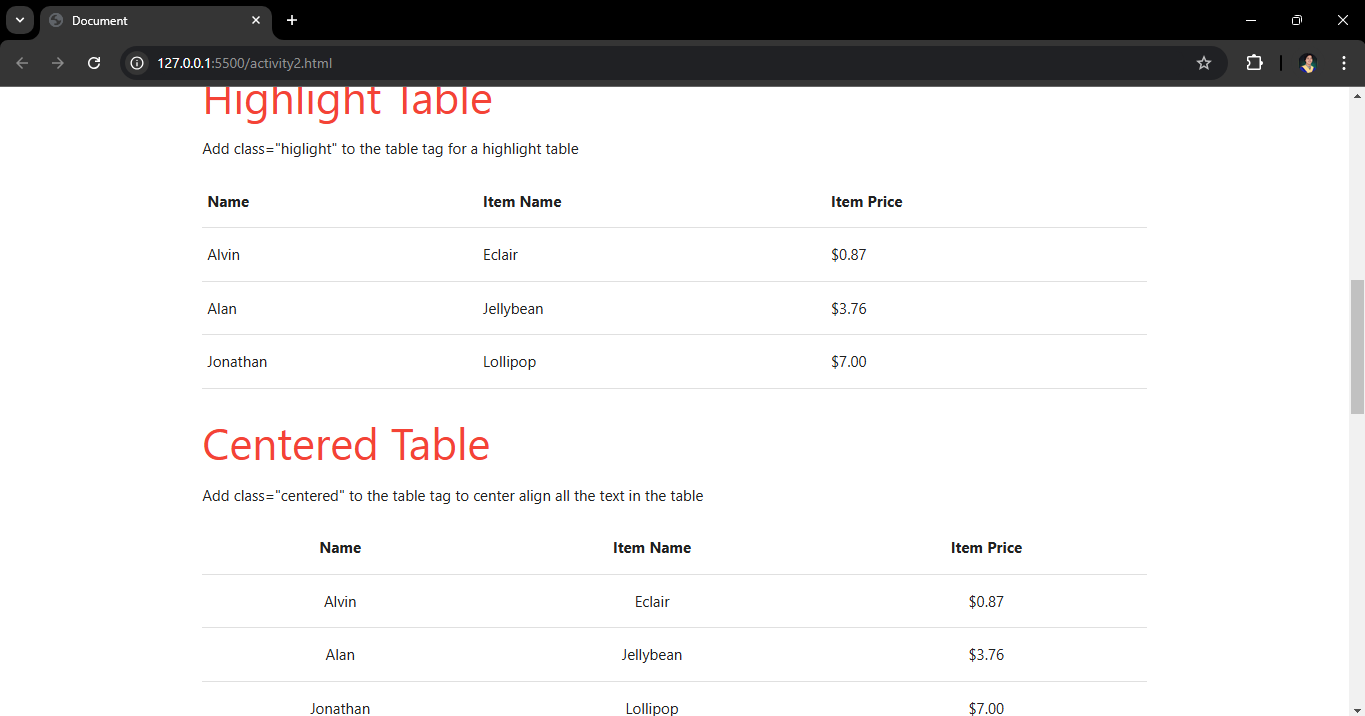 Document
127.0.0.1:5500/activity2.html
Highlight Table
Add class="higlight" to the table tag for a highlight table
Name Item Name Item Price
Alvin Eclair $0.87
Alan Jellybean $3.76
Jonathan Lollipop $7.00
Centered Table
Add class="centered" to the table tag to center align all the text in the table
Name Item Name Item Price
Alvin Eclair $0.87
Alan Jellybean $3.76
Jonathan Lollipop $7.00